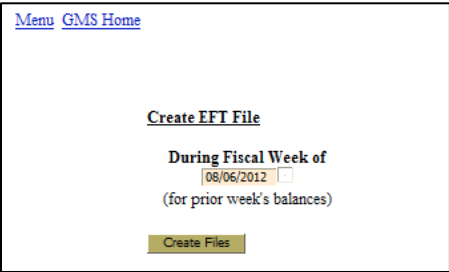 Menu GMS Home
Create EFT File
During Fiscal Week of
08/06/2012
(for prior week's balances)
Create Files